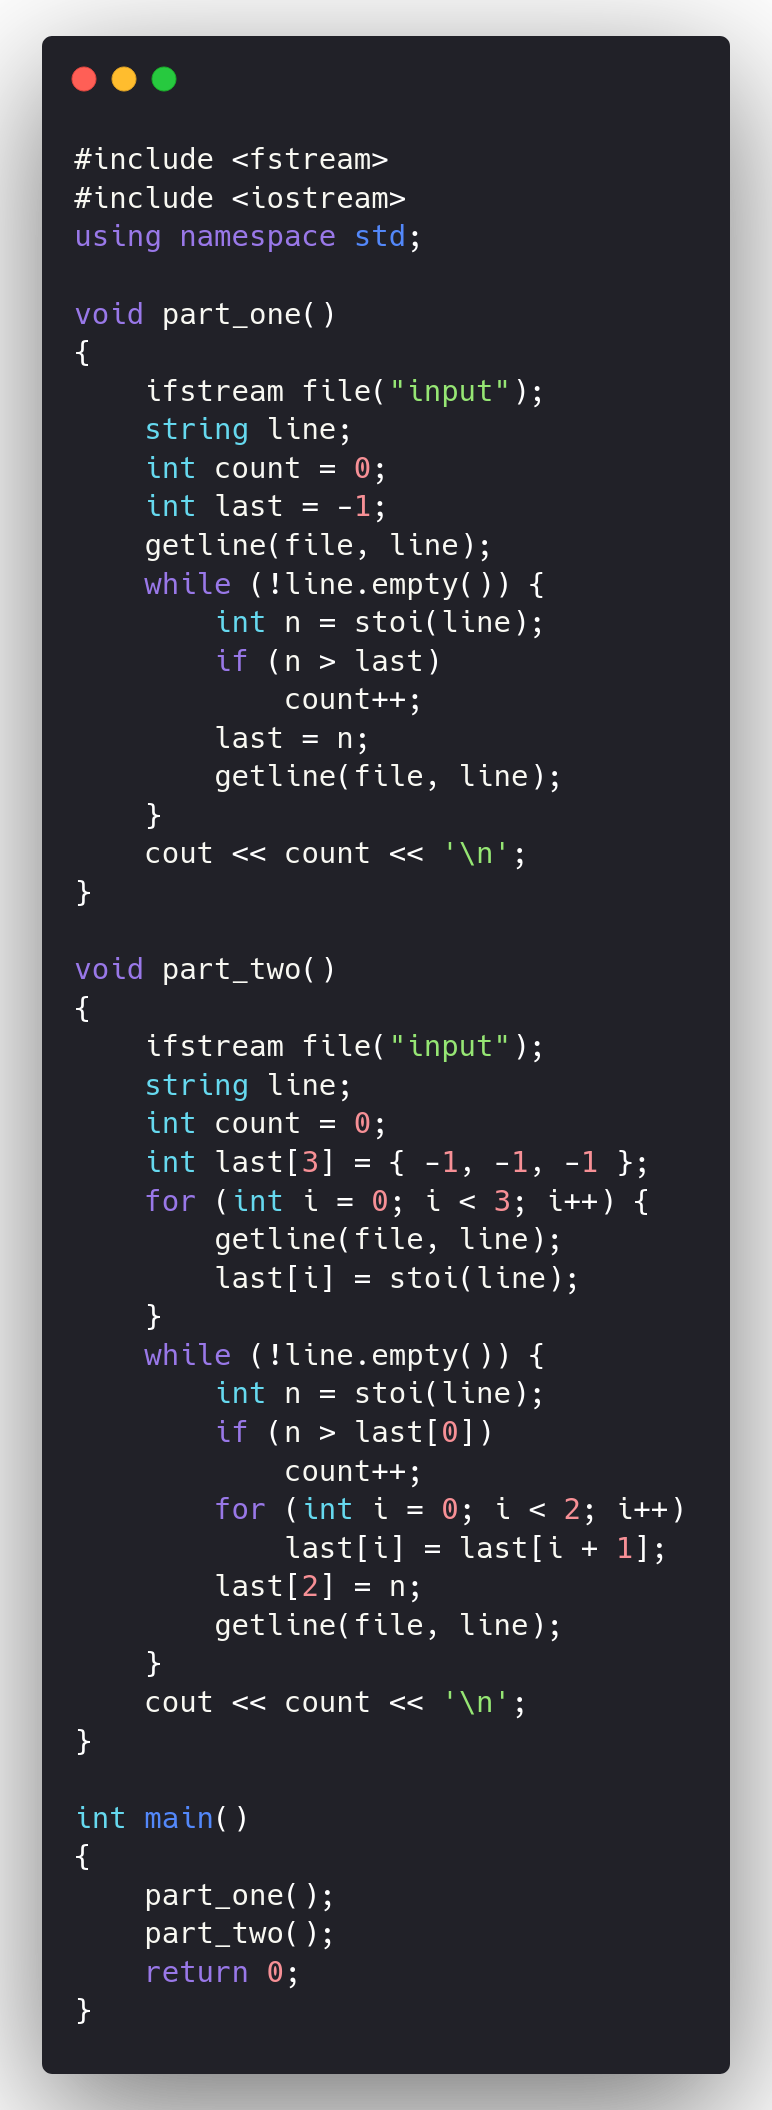 #include <fstream>
#include <iostream>
using namespace std;

void part_one()
{
    ifstream file("input");
    string line;
    int count = 0;
    int last = -1;
    getline(file, line);
    while (!line.empty()) {
        int n = stoi(line);
        if (n > last)
            count++;
        last = n;
        getline(file, line);
    }
    cout << count << '\n';
}

void part_two()
{
    ifstream file("input");
    string line;
    int count = 0;
    int last[3] = { -1, -1, -1 };
    for (int i = 0; i < 3; i++) {
        getline(file, line);
        last[i] = stoi(line);
    }
    while (!line.empty()) {
        int n = stoi(line);
        if (n > last[0])
            count++;
        for (int i = 0; i < 2; i++)
            last[i] = last[i + 1];
        last[2] = n;
        getline(file, line);
    }
    cout << count << '\n';
}

int main()
{
    part_one();
    part_two();
    return 0;
}